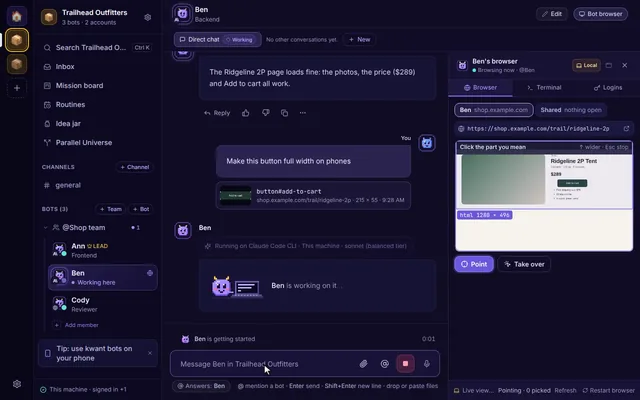 Trailhead Outfitters
3 bots · 2 accounts
Search Trailhead O...
Ctrl K
Inbox
Mission board
Routines
Idea jar
Parallel Universe
CHANNELS
+ Channel
# general
BOTS (3)
+ Team
+ Bot
@Shop team
1
Ann
LEAD
Frontend
Ben
Working here
Cody
Reviewer
+ Add member
Tip: use kwant bots on
your phone
This machine · signed in ·1
Ben
Backend
Edit
Bot browser
Direct chat
Working
No other conversations yet.
+ New
The Ridgeline 2P page loads fine: the photos, the price ($289)
and Add to cart all work.
Reply
You
Make this button full width on phones
button#add-to-cart
shop.example.com/trail/ridgeline-2p · 215 × 55 · 9:28 AM
Ben
Running on Claude Code CLI · This machine · sonnet (balanced tier)
Ben is working on it
Ben is getting started
0:01
Message Ben in Trailhead Outfitters
@ Answers: Ben
@ mention a bot · Enter send · Shift+Enter new line · drop or paste files
Ben's browser
Browsing now · @Ben
Local
Browser
Terminal
Logins
Ben shop.example.com
Shared nothing open
https://shop.example.com/trail/ridgeline-2p
Click the part you mean
↑ wider · Esc stop
Ridgeline 2P Tent
$289
html 1280 × 496
Point
Take over
Live view...
Pointing · 0 picked
Refresh
Restart browser